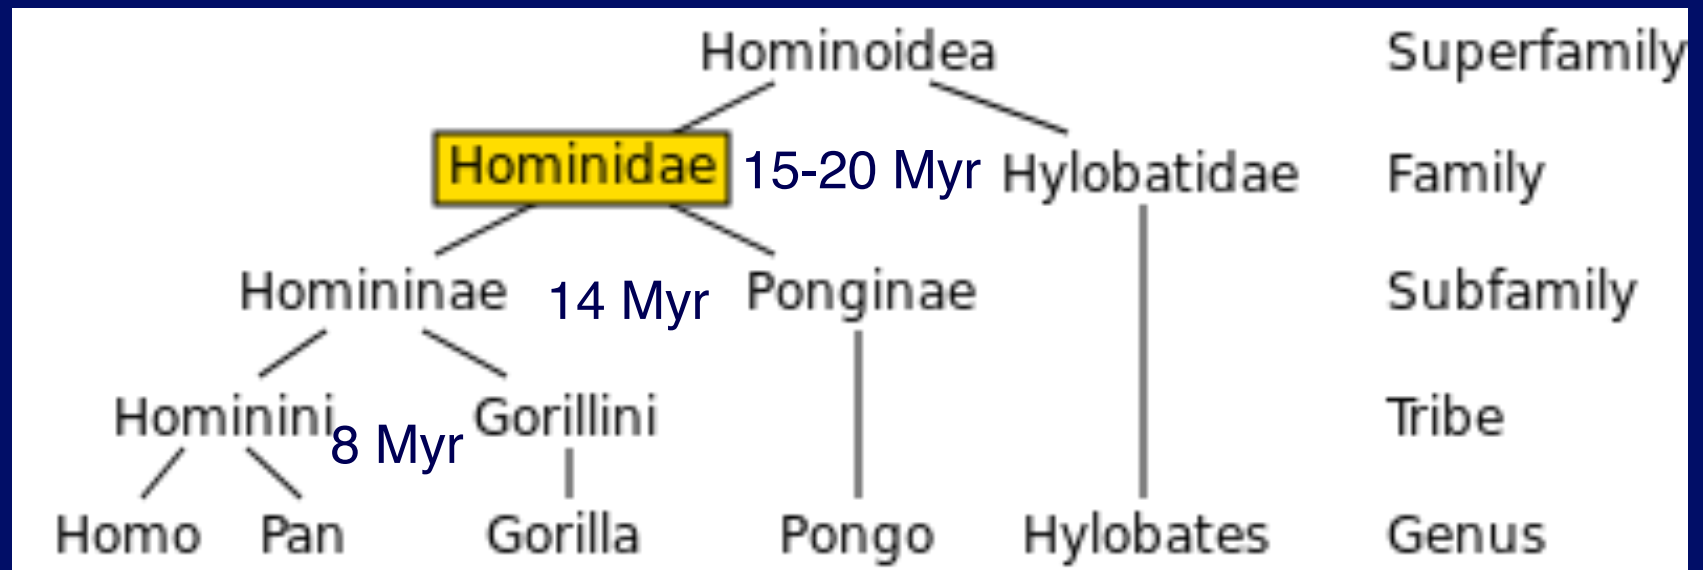 Hominoidea Superfamily
Hominidae 15-20 Myr Hylobatidae Family
Homininae 14 Myr Ponginae Subfamily
Hominini 8 Myr Gorillini Tribe
Homo Pan Gorilla Pongo Hylobates Genus